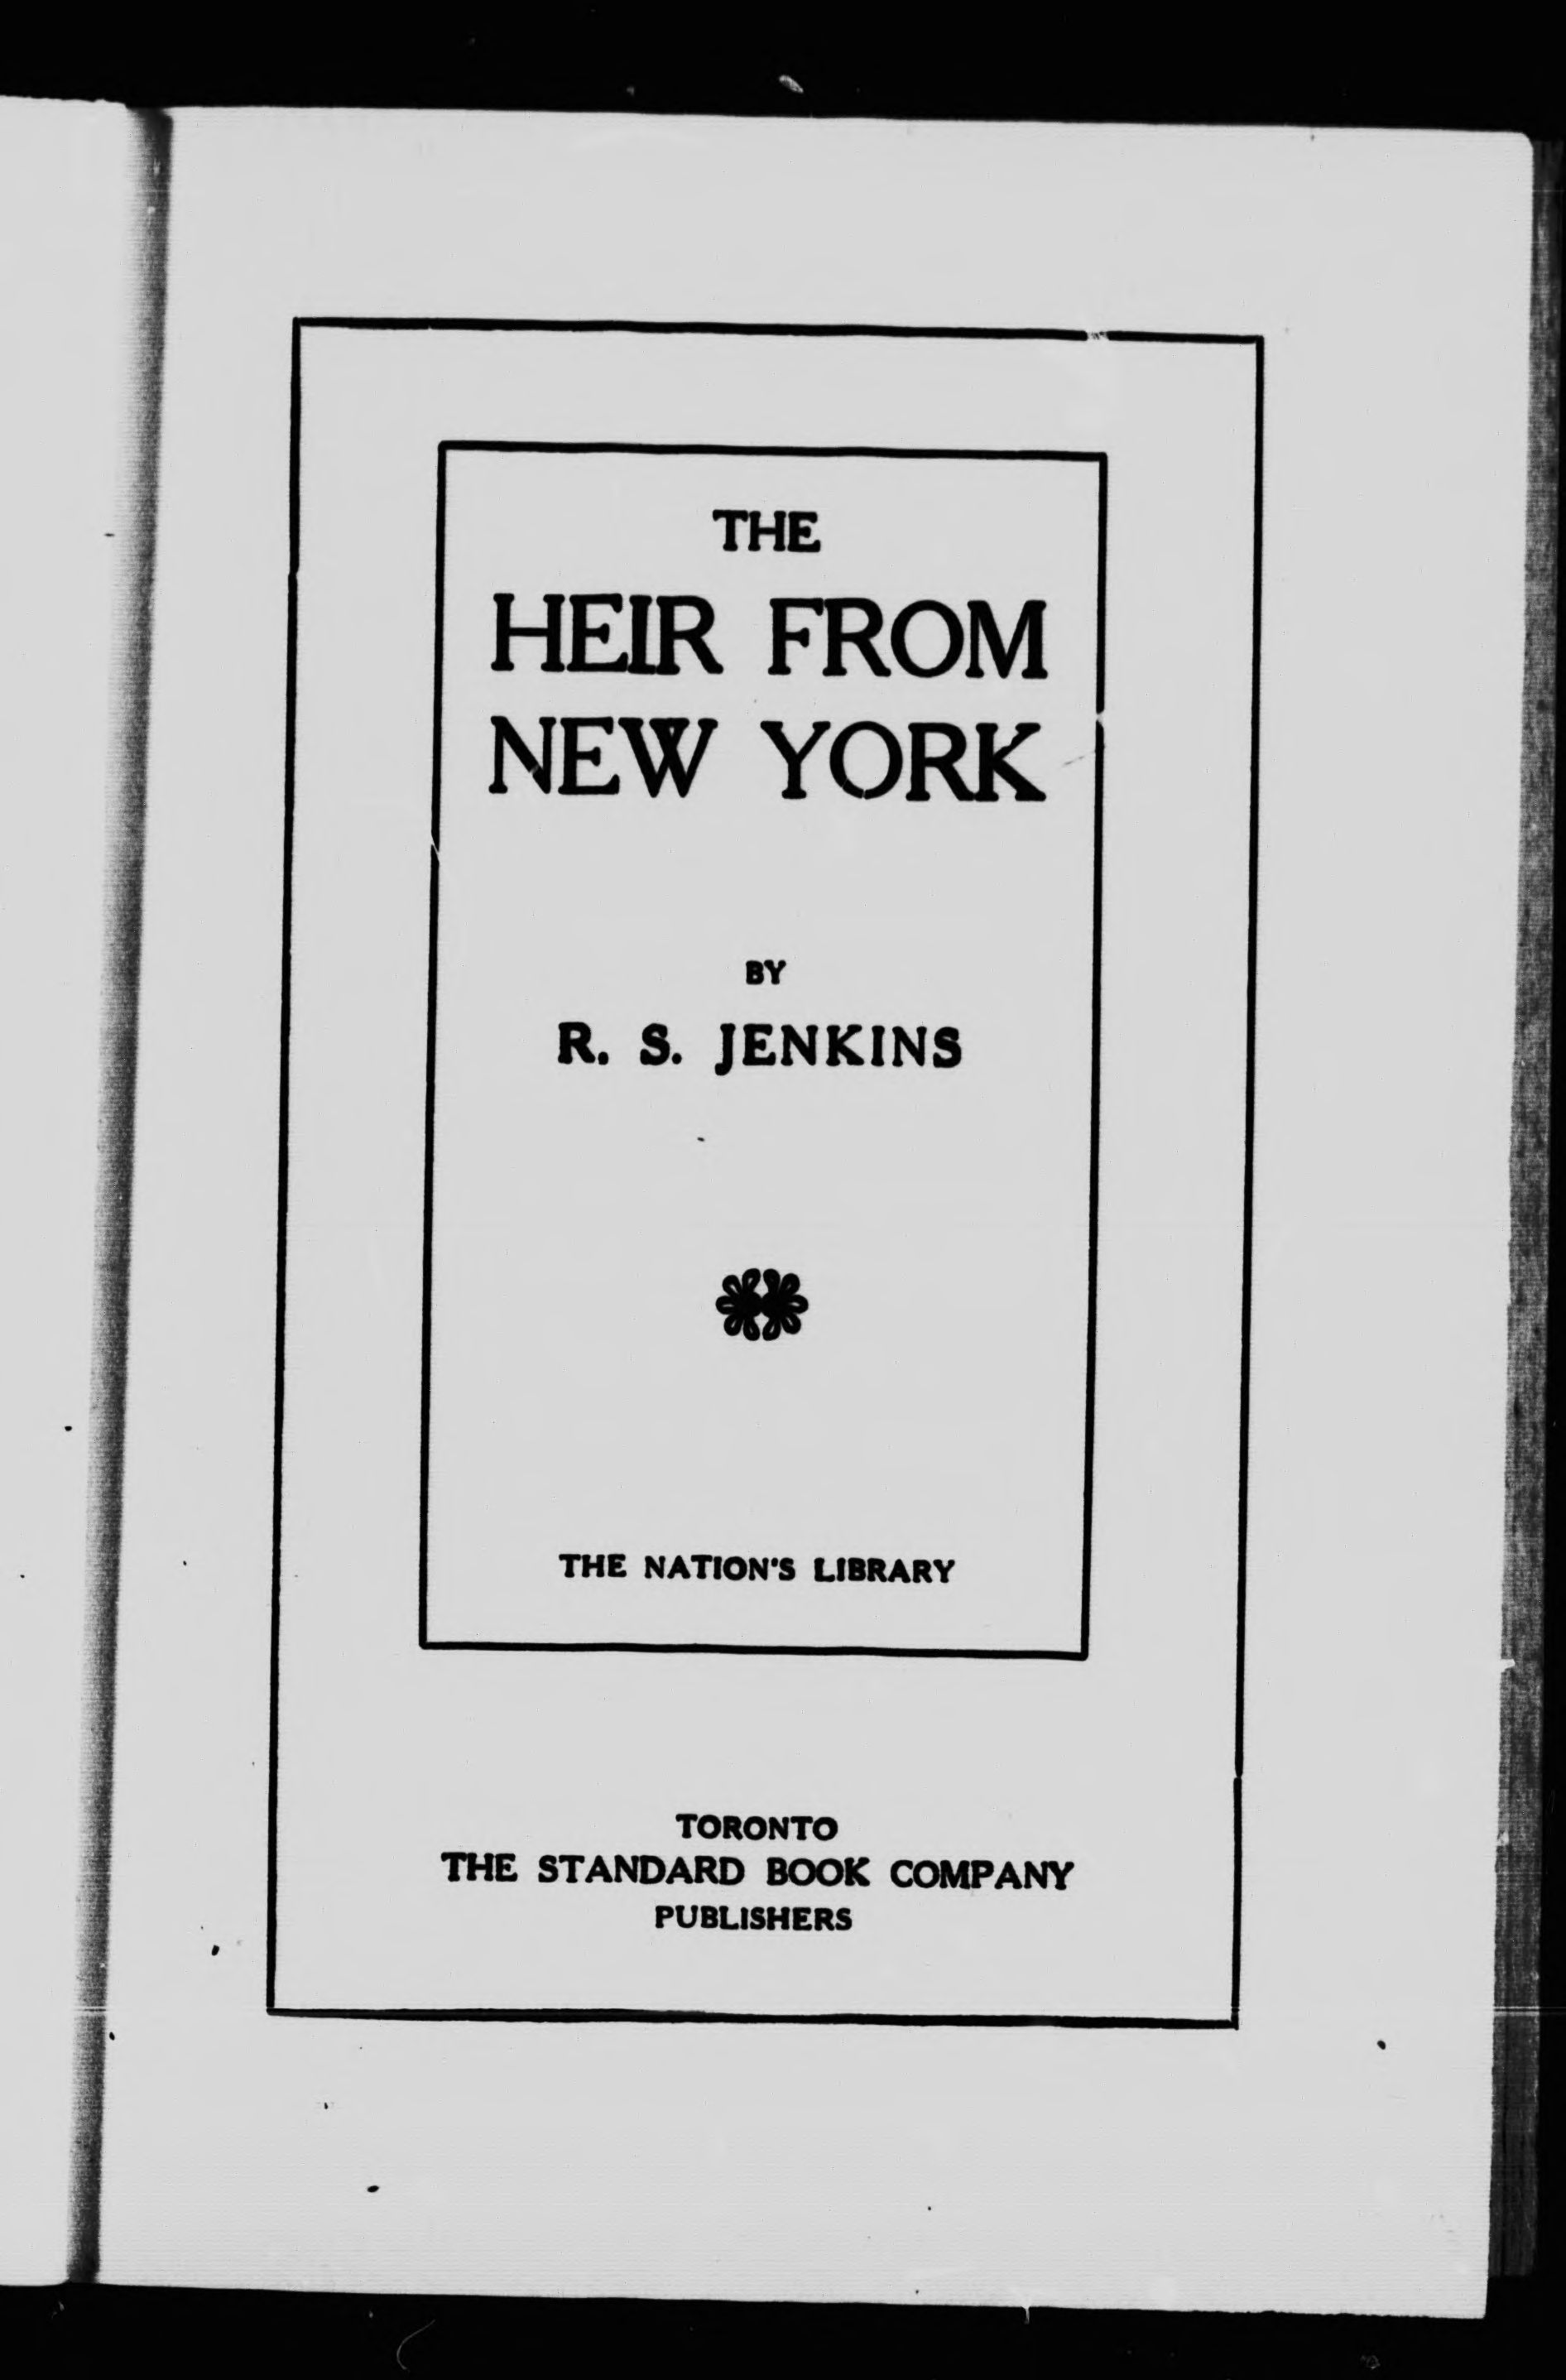 THE
HEIR FROM
NEW YORK
BY
R. S. JENKINS
THE NATION'S LIBRARY
TORONTO
THE STANDARD BOOK COMPANY
PUBLISHERS